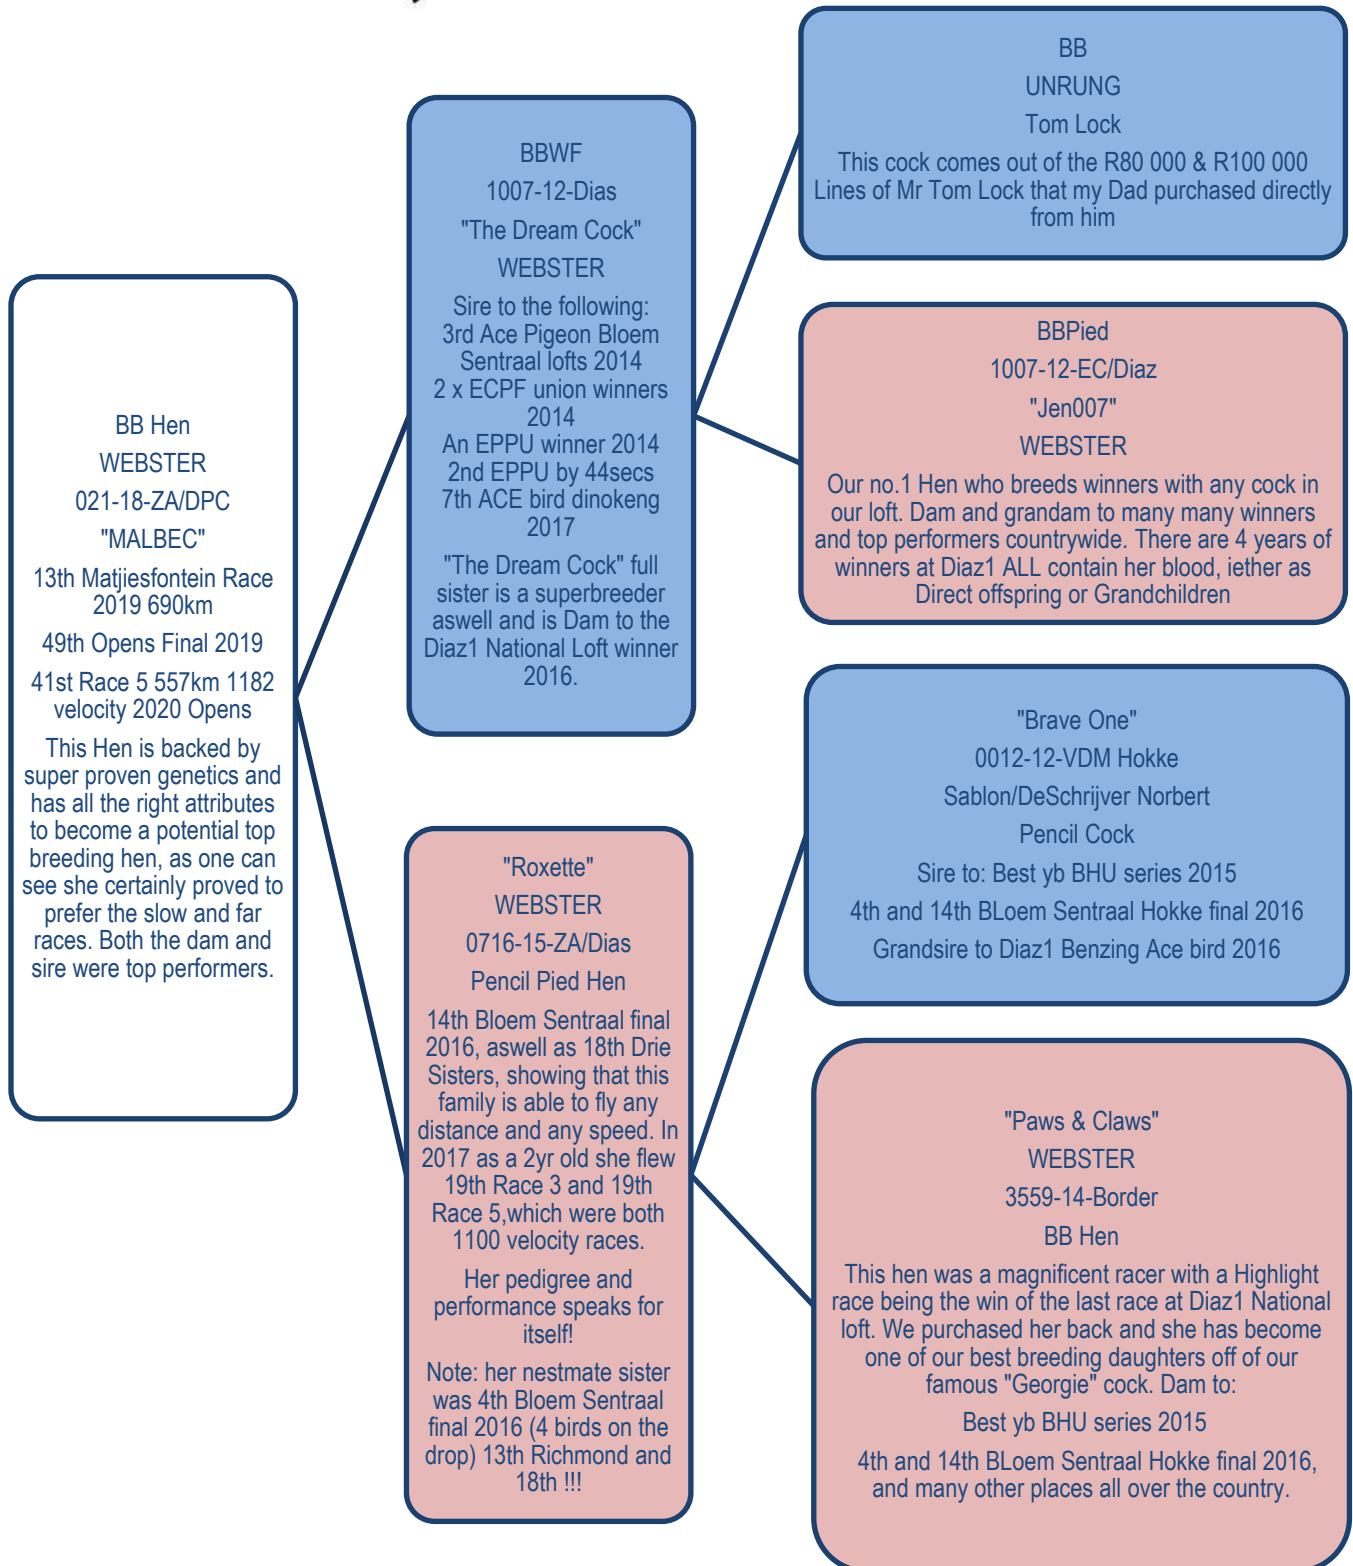 BB Hen
WEBSTER
021-18-ZA/DPC
"MALBEC"
13th Matjiesfontein Race
2019 690km
49th Opens Final 2019
41st Race 5 557km 1182
velocity 2020 Opens
This Hen is backed by
super proven genetics and
has all the right attributes
to become a potential top
breeding hen, as one can
see she certainly proved to
prefer the slow and far
races. Both the dam and
sire were top performers.
BBWF
1007-12-Dias
"The Dream Cock"
WEBSTER
Sire to the following:
3rd Ace Pigeon Bloem
Sentraal lofts 2014
2 x ECPF union winners
2014
An EPPU winner 2014
2nd EPPU by 44secs
7th ACE bird dinokeng
2017
"The Dream Cock" full
sister is a superbreeder
aswell and is Dam to the
Diaz1 National Loft winner
2016.
"Roxette"
WEBSTER
0716-15-ZA/Dias
Pencil Pied Hen
14th Bloem Sentraal final
2016, aswell as 18th Drie
Sisters, showing that this
family is able to fly any
distance and any speed. In
2017 as a 2yr old she flew
19th Race 3 and 19th
Race 5,which were both
1100 velocity races.
Her pedigree and
performance speaks for
itself!
Note: her nestmate sister
was 4th Bloem Sentraal
final 2016 (4 birds on the
drop) 13th Richmond and
18th !!!
BB
UNRUNG
Tom Lock
This cock comes out of the R80 000 & R100 000
Lines of Mr Tom Lock that my Dad purchased directly
from him
BBPied
1007-12-EC/Diaz
"Jen007"
WEBSTER
Our no.1 Hen who breeds winners with any cock in
our loft. Dam and grandam to many many winners
and top performers countrywide. There are 4 years of
winners at Diaz1 ALL contain her blood, iether as
Direct offspring or Grandchildren
"Brave One"
0012-12-VDM Hokke
Sablon/DeSchrijver Norbert
Pencil Cock
Sire to: Best yb BHU series 2015
4th and 14th BLoem Sentraal Hokke final 2016
Grandsire to Diaz1 Benzing Ace bird 2016
"Paws & Claws"
WEBSTER
3559-14-Border
BB Hen
This hen was a magnificent racer with a Highlight
race being the win of the last race at Diaz1 National
loft. We purchased her back and she has become
one of our best breeding daughters off of our
famous "Georgie" cock. Dam to:
Best yb BHU series 2015
4th and 14th BLoem Sentraal Hokke final 2016,
and many other places all over the country.